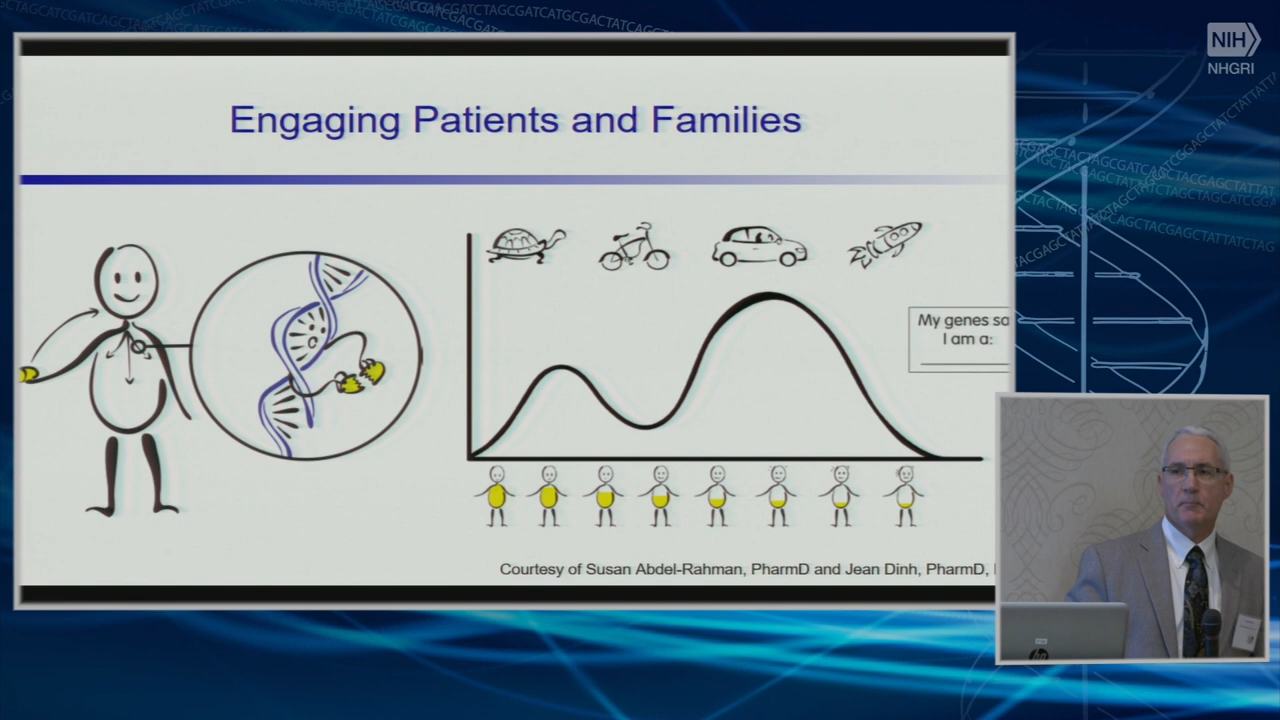 NIH
NHGRI
Engaging Patients and Families
My genes sa
I am a:
Courtesy of Susan Abdel-Rahman, PharmD and Jean Dinh, PharmD,
hp